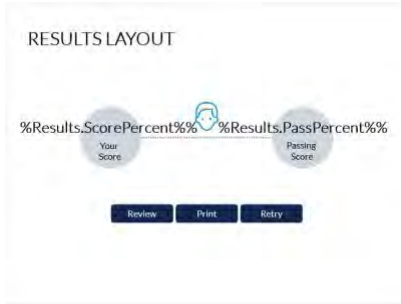 RESULTS LAYOUT
%Results.ScorePercent%% %Results.PassPercent%%
Your Score
Passing Score
Review Print Retry